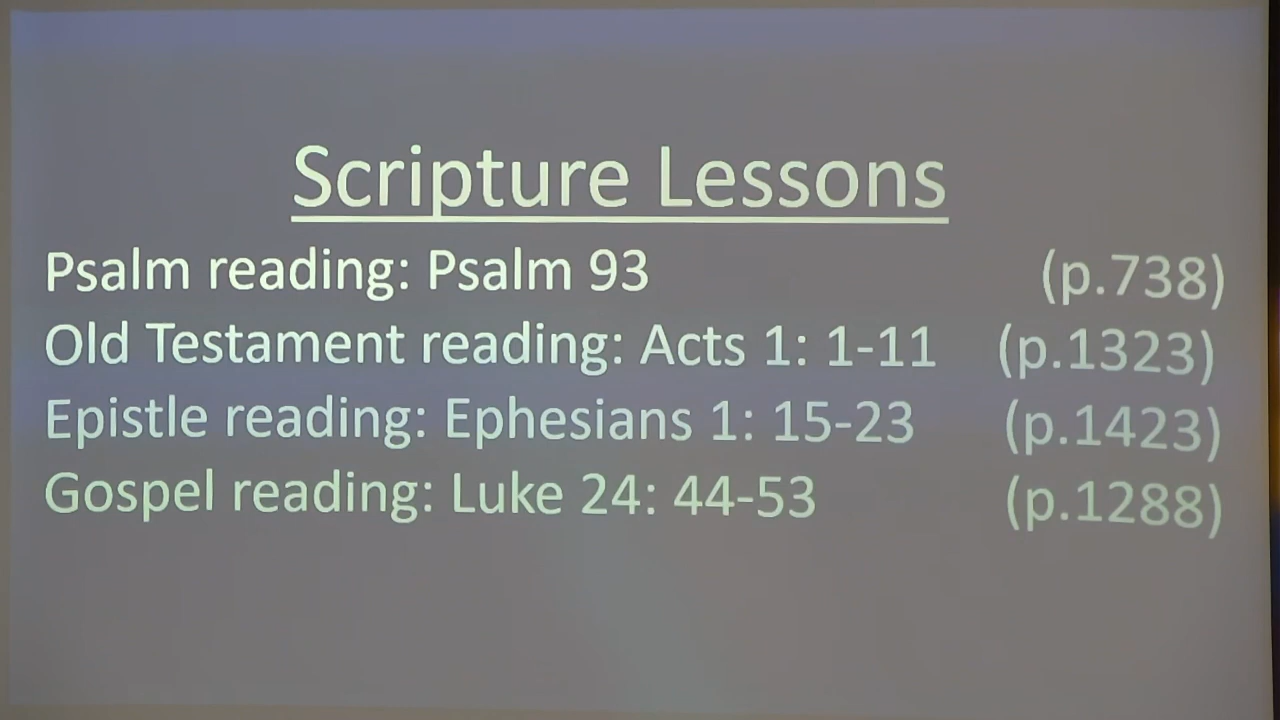 Scripture Lessons
Psalm reading: Psalm 93 (p.738)
Old Testament reading: Acts 1: 1-11 (p.1323)
Epistle reading: Ephesians 1: 15-23 (p.1423)
Gospel reading: Luke 24: 44-53 (p.1288)